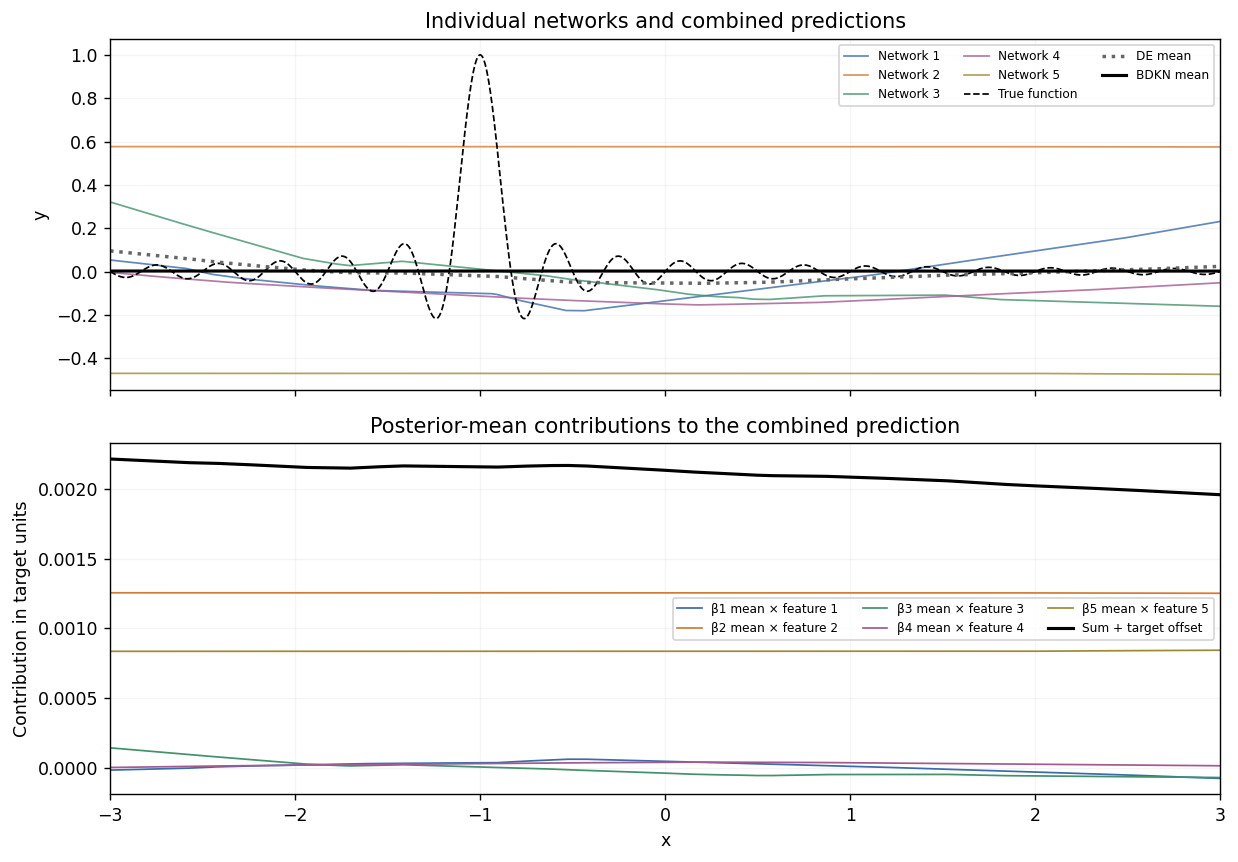 Individual networks and combined predictions
1.0
0.8
0.6
0.4
0.2
0.0
−0.2
−0.4
y
Network 1
Network 2
Network 3
Network 4
Network 5
True function
DE mean
BDKN mean
Posterior-mean contributions to the combined prediction
0.0020
0.0015
0.0010
0.0005
0.0000
Contribution in target units
β1 mean × feature 1
β2 mean × feature 2
β3 mean × feature 3
β4 mean × feature 4
β5 mean × feature 5
Sum + target offset
−3 −2 −1 0 1 2 3
x